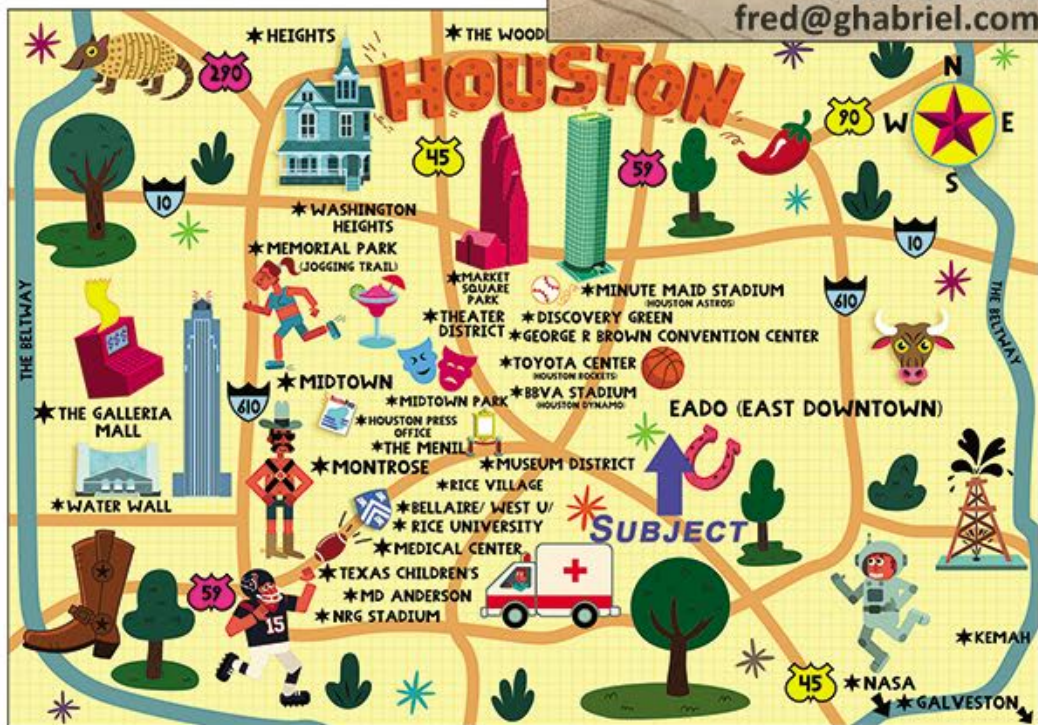 fred@ghabriel.com
HEIGHTS
THE WOOD
HOUSTON
290
N
W E
S
90
45
59
10
WASHINGTON
HEIGHTS
MEMORIAL PARK
(JOGGING TRAIL)
10
MARKET
SQUARE
PARK
MINUTE MAID STADIUM
(HOUSTON ASTROS)
610
THE BELTWAY
THE BELTWAY
THEATER
DISTRICT
DISCOVERY GREEN
GEORGE R BROWN CONVENTION CENTER
TOYOTA CENTER
(HOUSTON ROCKETS)
MIDTOWN
610
MIDTOWN PARK
BBVA STADIUM
(HOUSTON DYNAMO)
EADO (EAST DOWNTOWN)
THE GALLERIA
MALL
HOUSTON PRESS
OFFICE
THE MENIL
MONTROSE
MUSEUM DISTRICT
RICE VILLAGE
WATER WALL
BELLAIRE/ WEST U/
RICE UNIVERSITY
SUBJECT
MEDICAL CENTER
TEXAS CHILDREN'S
59
MD ANDERSON
15
NRG STADIUM
KEMAH
45
NASA
GALVESTON